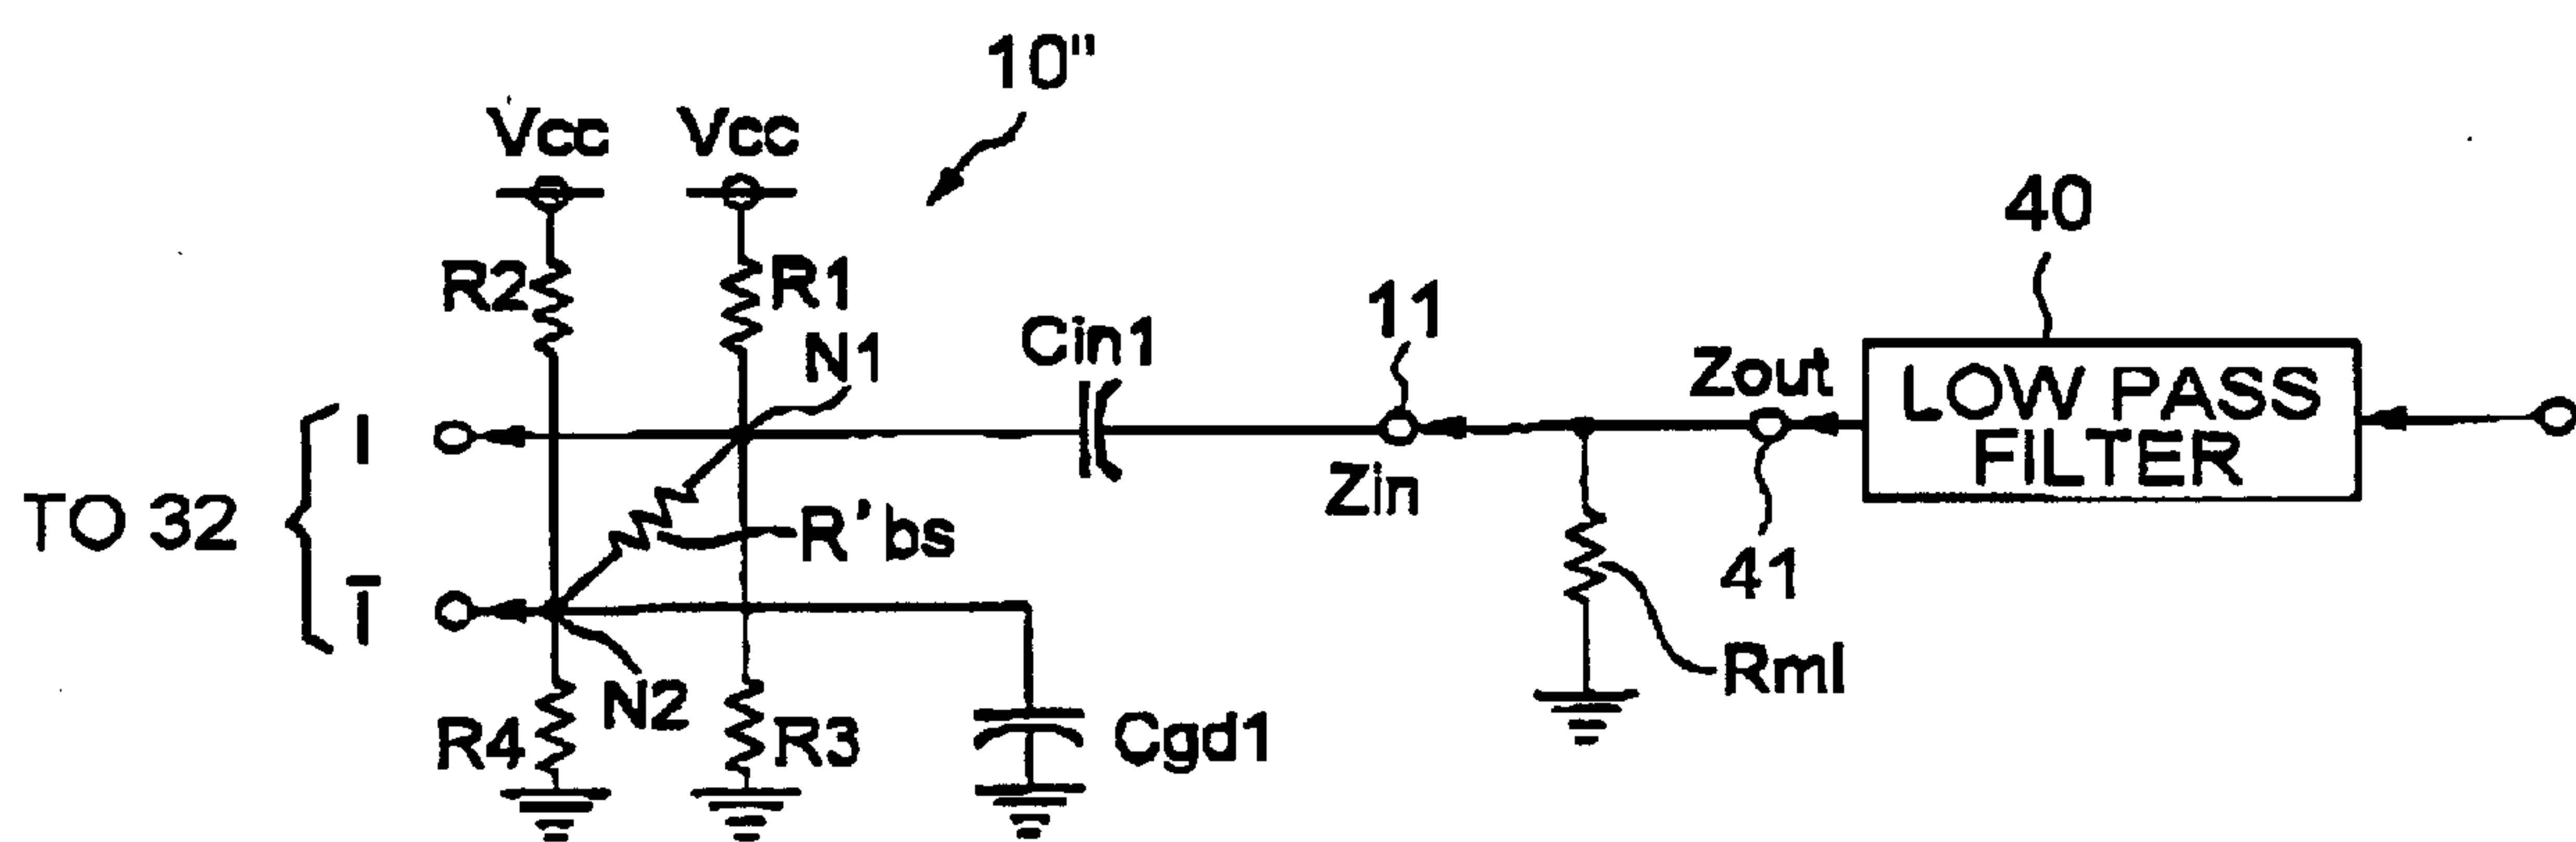 10"
Vcc Vcc
40
R2 R1
11
Cin1 N1
Zout LOW PASS
FILTER
I
Zin
TO 32
R'bs
41
Ī
Rml
N2
R4 R3 Cgd1